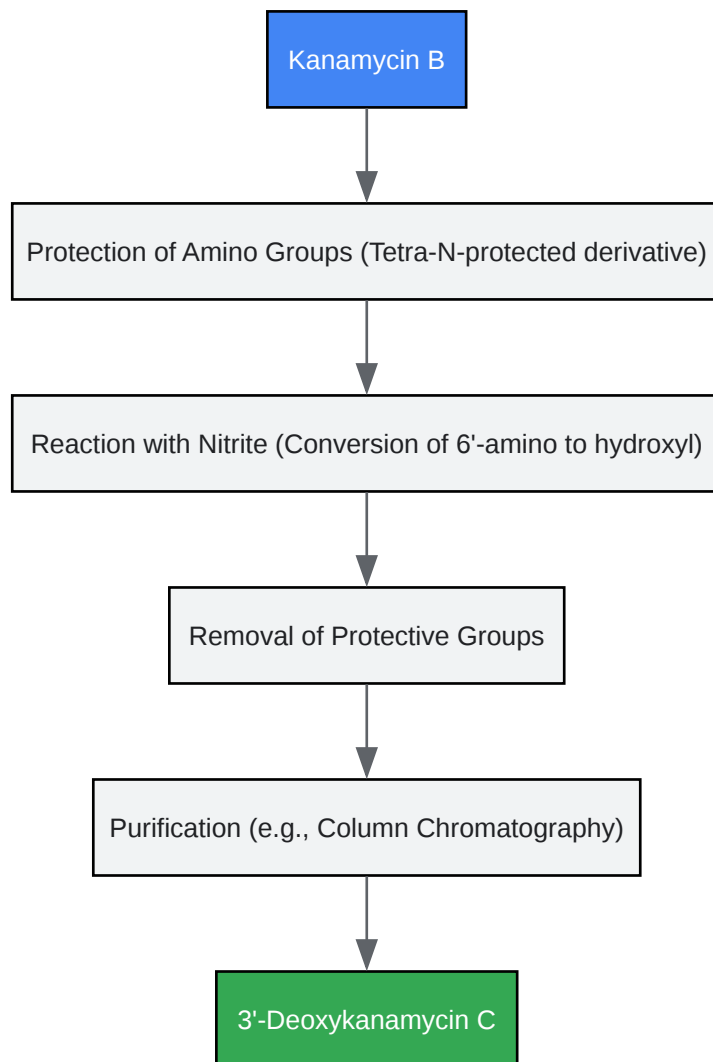 Kanamycin B
Protection of Amino Groups (Tetra-N-protected derivative)
Reaction with Nitrite (Conversion of 6'-amino to hydroxyl)
Removal of Protective Groups
Purification (e.g., Column Chromatography)
3'-Deoxykanamycin C